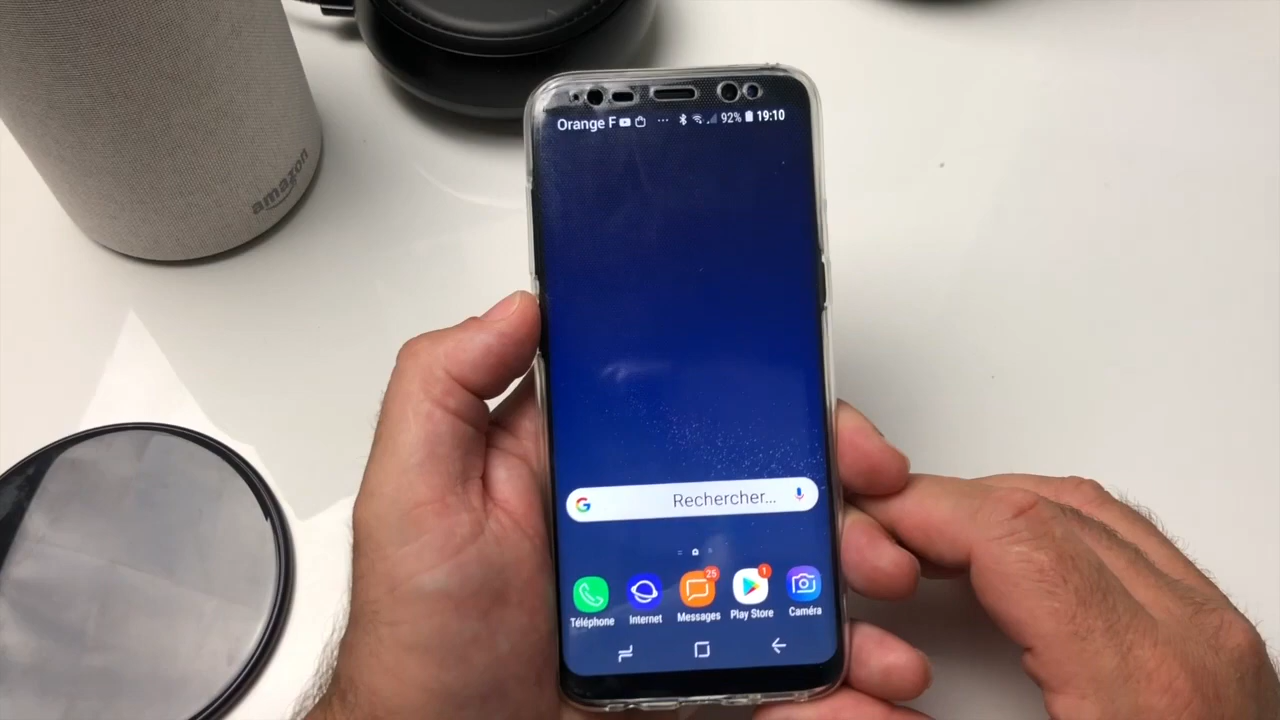 amazon
Orange F ... 92% 19:10
Rechercher...
25
1
Téléphone
Internet
Messages
Play Store
Caméra